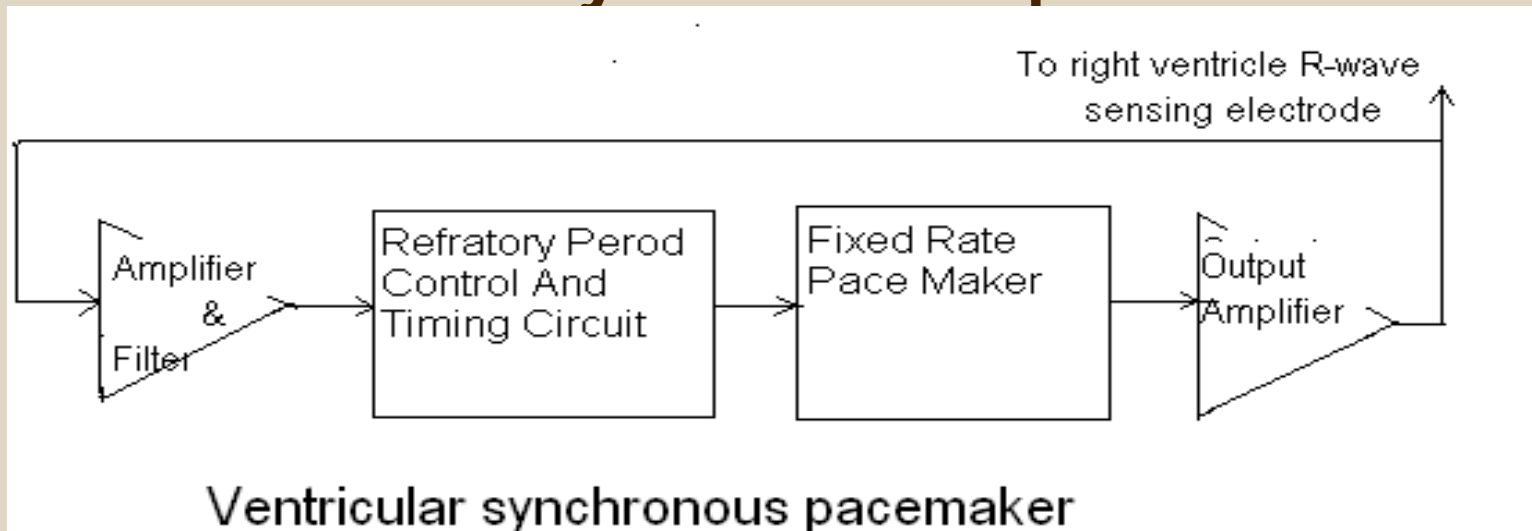 To right ventricle R-wave
sensing electrode
Amplifier
&
Filter
Refratory Perod
Control And
Timing Circuit
Fixed Rate
Pace Maker
Output
Amplifier
Ventricular synchronous pacemaker